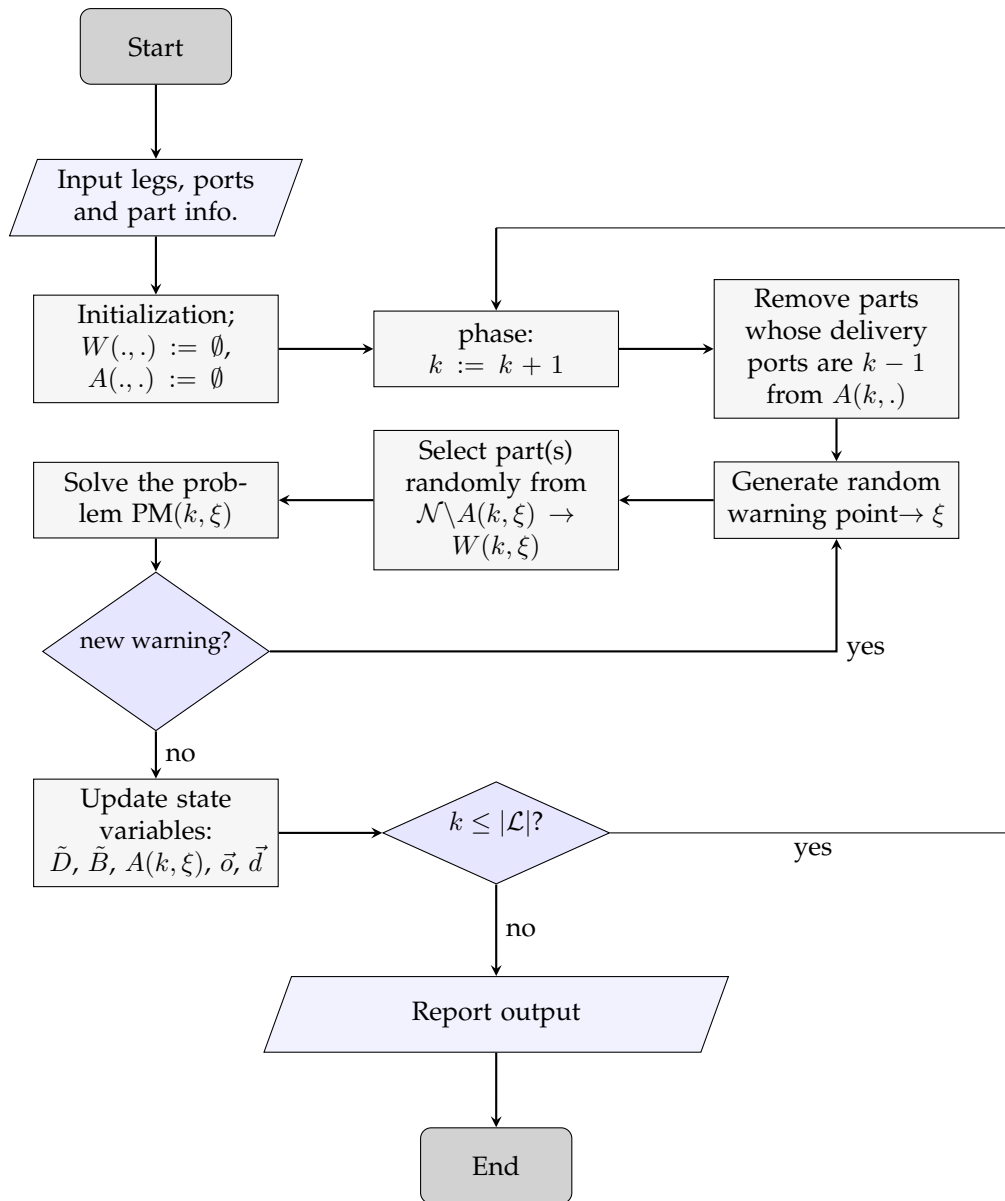 Start
Input legs, ports
and part info.
Initialization;
W(., .) := ∅,
A(., .) := ∅
phase:
k := k + 1
Remove parts
whose delivery
ports are k − 1
from A(k, .)
Generate random
warning point→ ξ
Select part(s)
randomly from
𝒩\A(k, ξ) →
W(k, ξ)
Solve the prob-
lem PM(k, ξ)
new warning?
yes
no
Update state
variables:
D̃, B̃, A(k, ξ), o⃗, d⃗
k ≤ |ℒ|?
yes
no
Report output
End